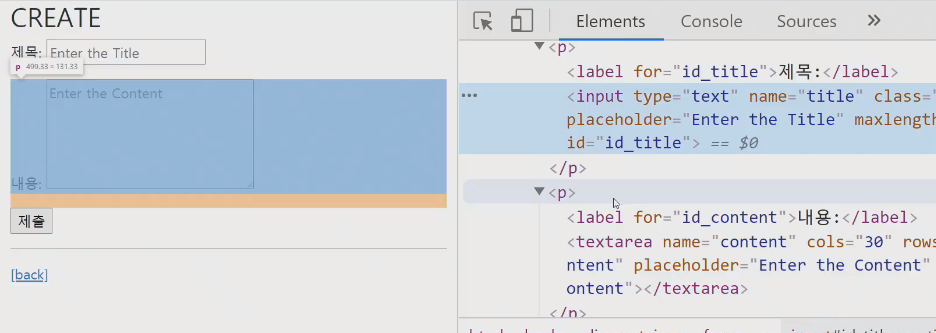 CREATE
제목: Enter the Title
p 499.33 × 131.33
Enter the Content
내용:
제출
[back]
Elements Console Sources »
▼<p>
<label for="id_title">제목:</label>
••• <input type="text" name="title" class="
placeholder="Enter the Title" maxlength
id="id_title"> == $0
</p>
▼<p>
<label for="id_content">내용:</label>
<textarea name="content" cols="30" rows
ntent" placeholder="Enter the Content"
ontent"></textarea>
</p>